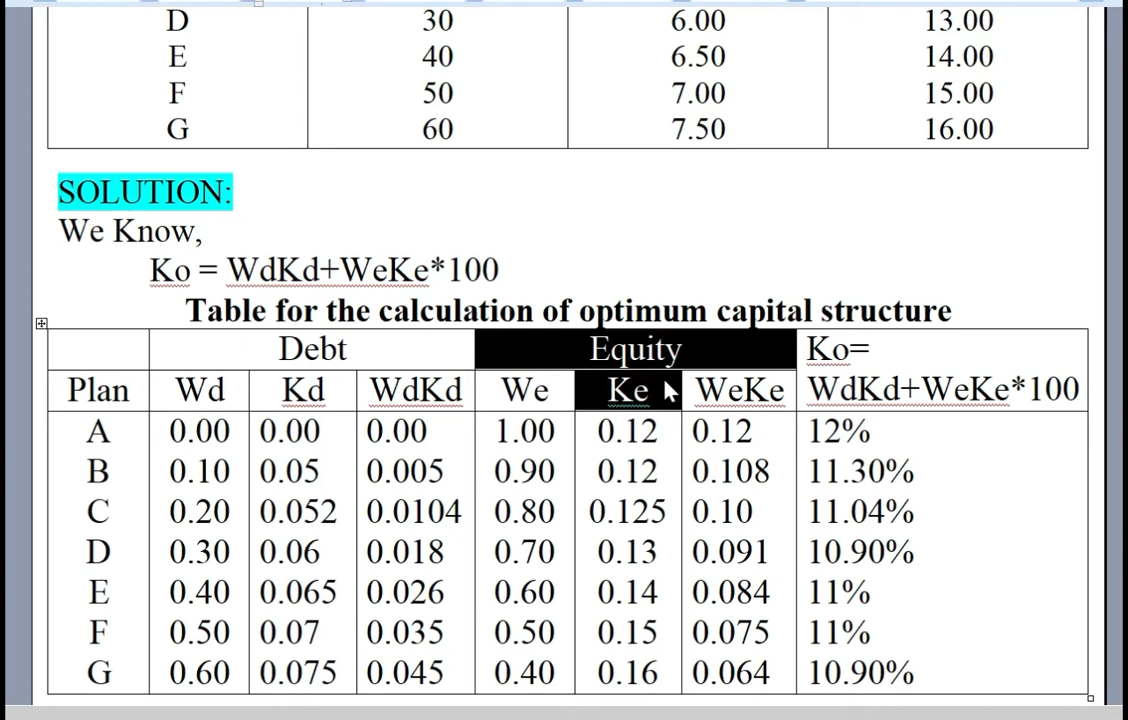 D 30 6.00 13.00
E 40 6.50 14.00
F 50 7.00 15.00
G 60 7.50 16.00
SOLUTION:
We Know,
Ko = WdKd+WeKe*100
Table for the calculation of optimum capital structure
Debt Equity Ko=
Plan Wd Kd WdKd We Ke WeKe WdKd+WeKe*100
A 0.00 0.00 0.00 1.00 0.12 0.12 12%
B 0.10 0.05 0.005 0.90 0.12 0.108 11.30%
C 0.20 0.052 0.0104 0.80 0.125 0.10 11.04%
D 0.30 0.06 0.018 0.70 0.13 0.091 10.90%
E 0.40 0.065 0.026 0.60 0.14 0.084 11%
F 0.50 0.07 0.035 0.50 0.15 0.075 11%
G 0.60 0.075 0.045 0.40 0.16 0.064 10.90%